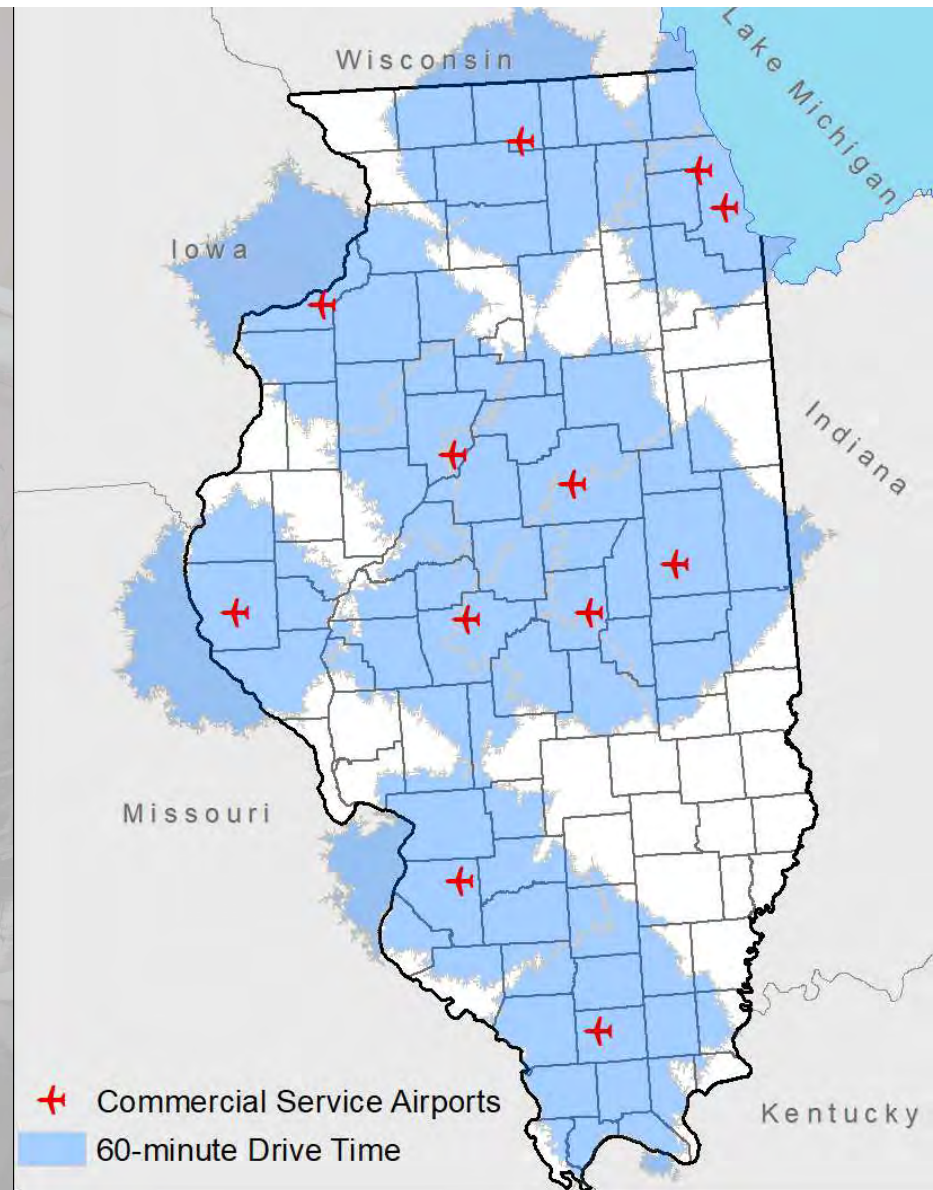 Wisconsin
Lake Michigan
Iowa
Indiana
Missouri
Kentucky
Commercial Service Airports
60-minute Drive Time